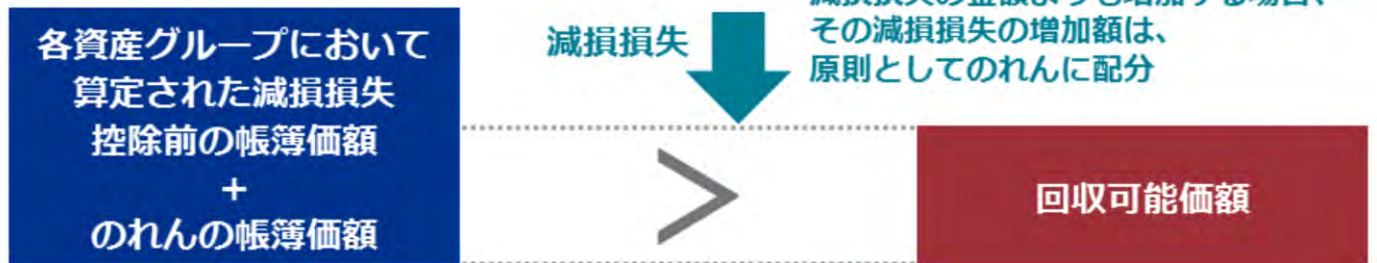 各資産グループにおいて
算定された減損損失
控除前の帳簿価額
+
のれんの帳簿価額
減損損失
その減損損失の増加額は、
原則としてのれんに配分
>
回収可能価額